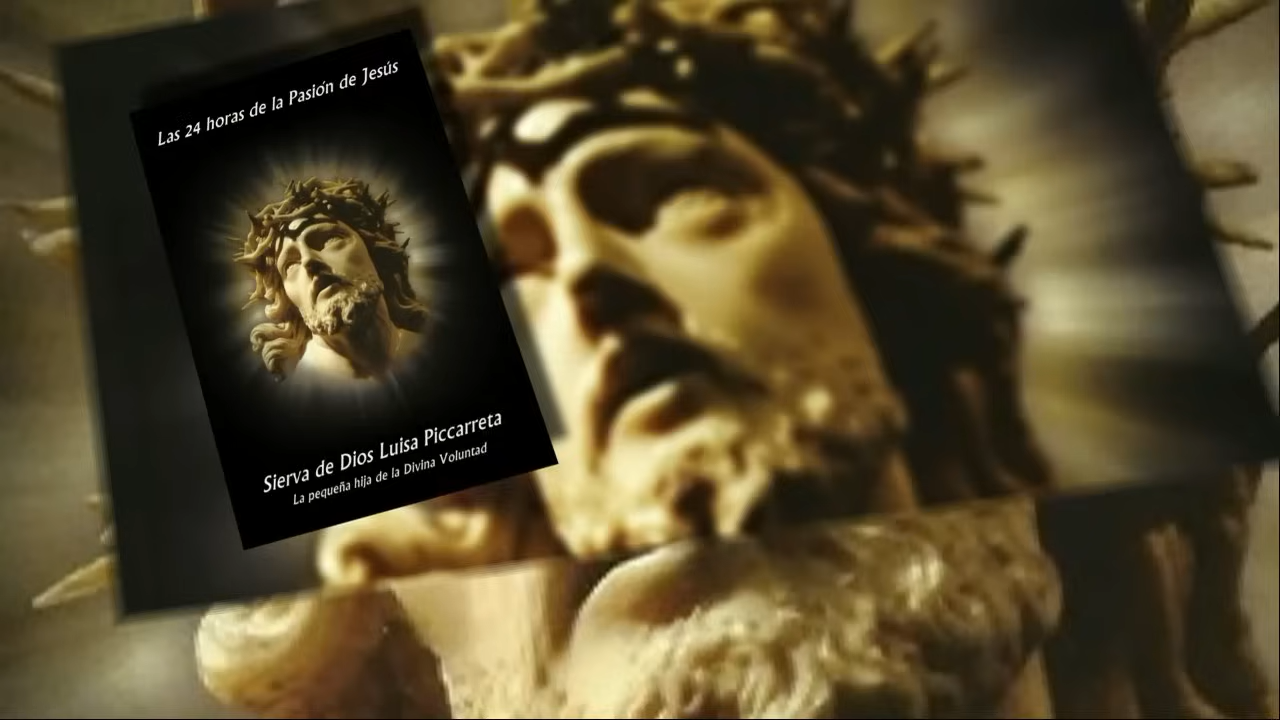 Las 24 horas de la Pasión de Jesús
Sierva de Dios Luisa Piccarreta
La pequeña hija de la Divina Voluntad